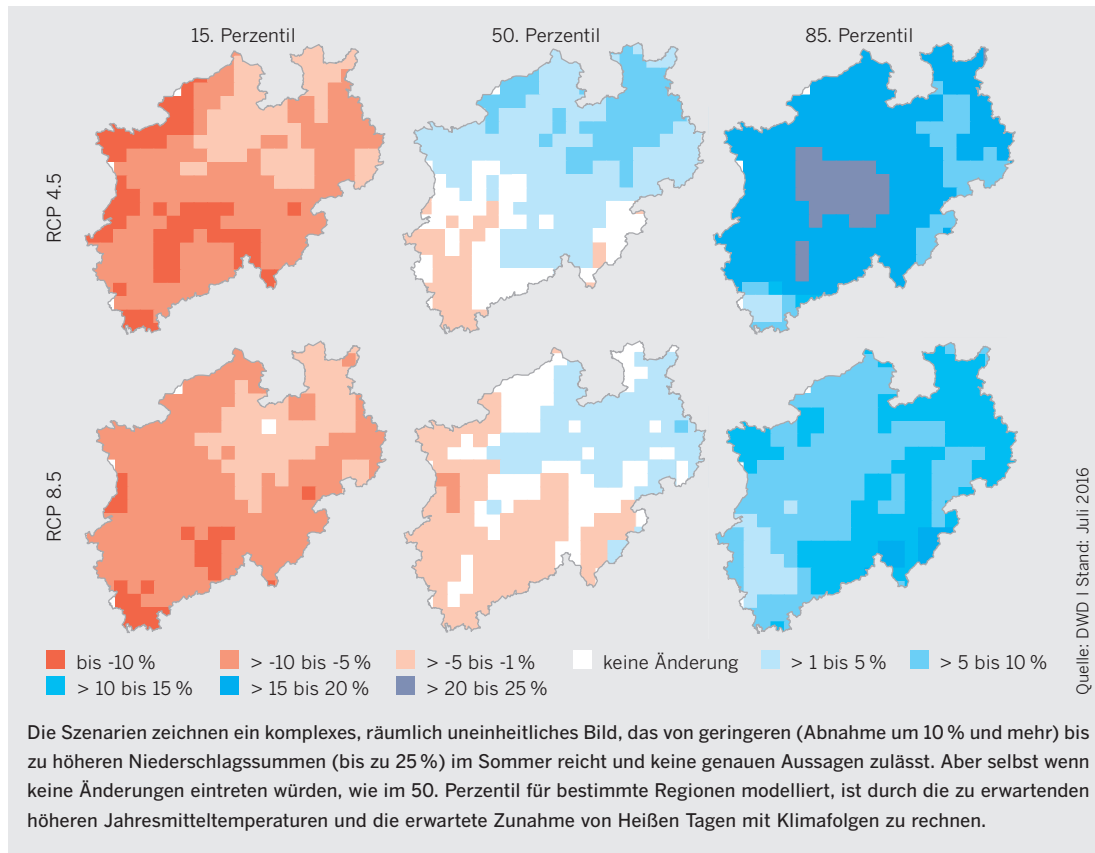 15. Perzentil
50. Perzentil
85. Perzentil
RCP 4.5
RCP 8.5
Quelle: DWD I Stand: Juli 2016
bis -10 %
> -10 bis -5 %
> -5 bis -1 %
keine Änderung
> 1 bis 5 %
> 5 bis 10 %
> 10 bis 15 %
> 15 bis 20 %
> 20 bis 25 %
Die Szenarien zeichnen ein komplexes, räumlich uneinheitliches Bild, das von geringeren (Abnahme um 10 % und mehr) bis
zu höheren Niederschlagssummen (bis zu 25 %) im Sommer reicht und keine genauen Aussagen zulässt. Aber selbst wenn
keine Änderungen eintreten würden, wie im 50. Perzentil für bestimmte Regionen modelliert, ist durch die zu erwartenden
höheren Jahresmitteltemperaturen und die erwartete Zunahme von Heißen Tagen mit Klimafolgen zu rechnen.